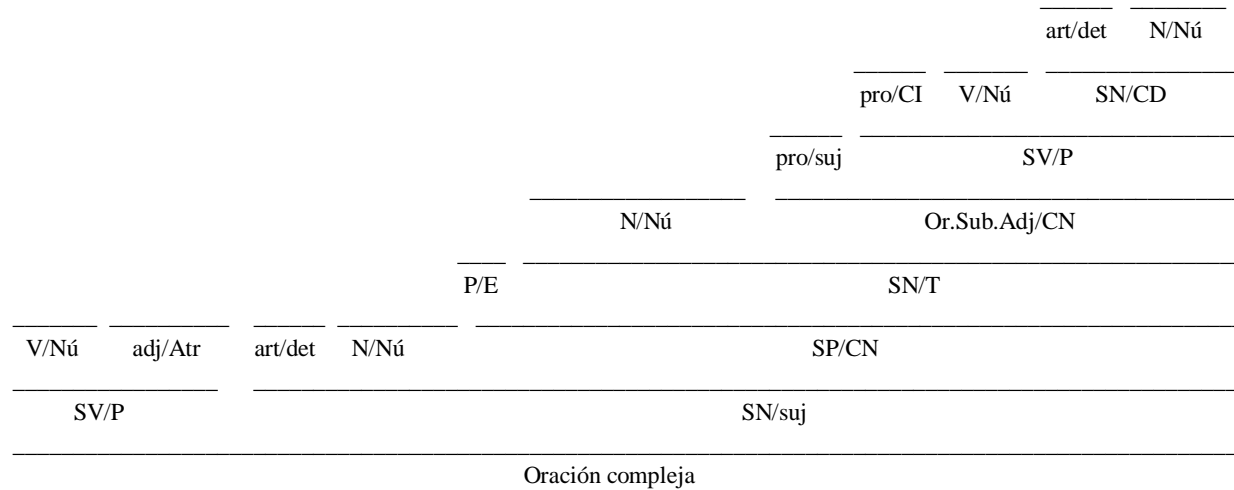 art/det N/Nú
pro/CI V/Nú SN/CD
pro/suj SV/P
N/Nú Or.Sub.Adj/CN
P/E SN/T
V/Nú adj/Atr art/det N/Nú SP/CN
SV/P SN/suj
Oración compleja